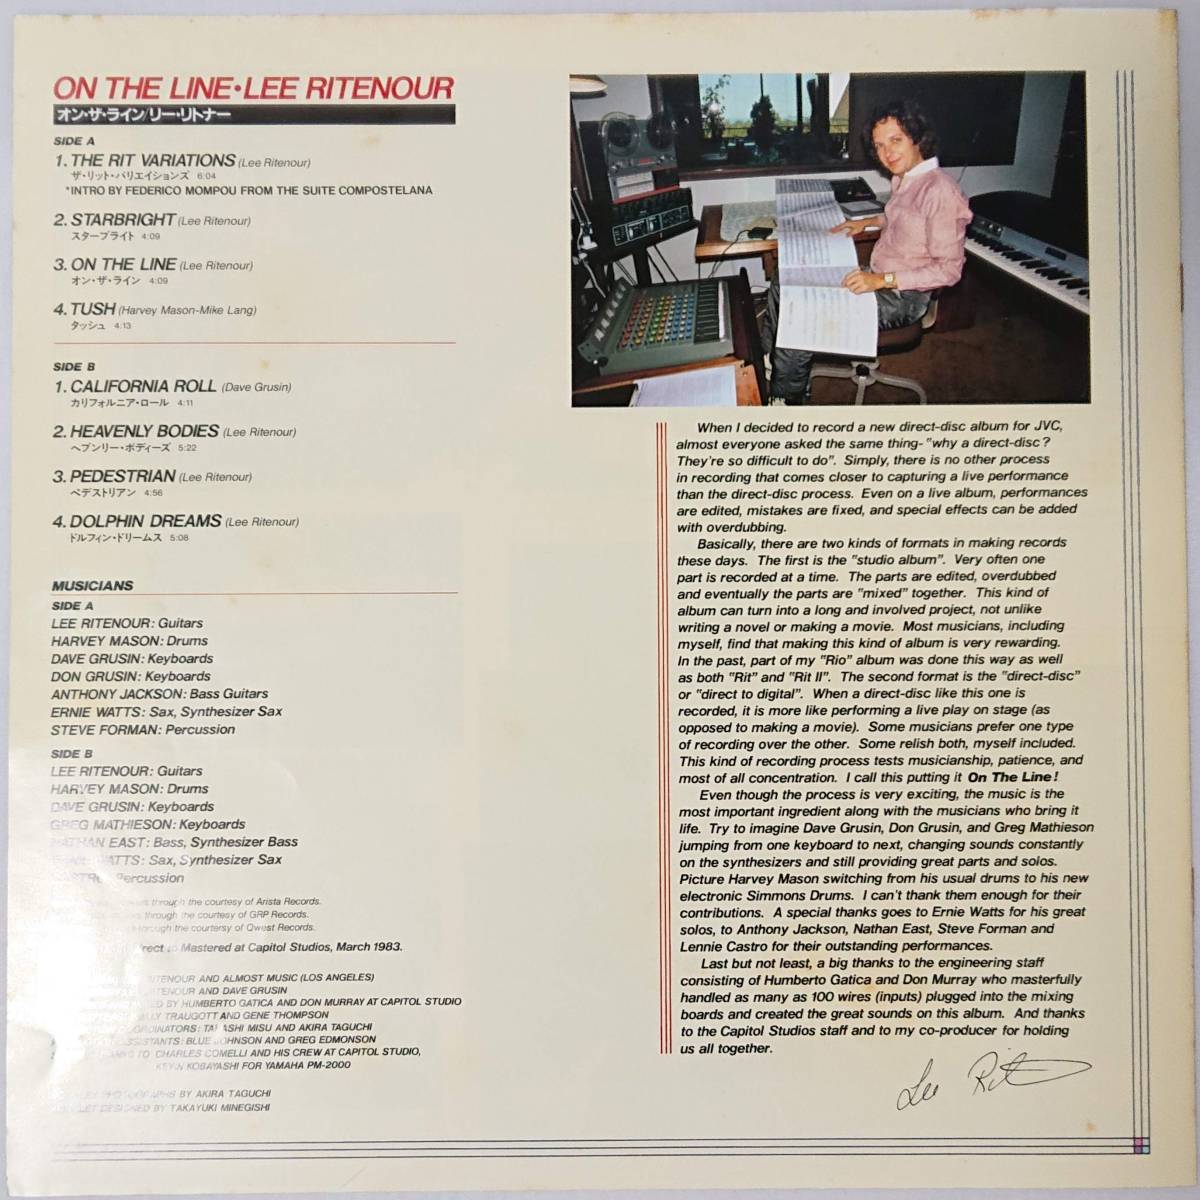 ON THE LINE•LEE RITENOUR
オン・ザ・ライン/リー・リトナー
SIDE A
1. THE RIT VARIATIONS (Lee Ritenour)
ザ・リット・バリエイションズ 6:04
*INTRO BY FEDERICO MOMPOU FROM THE SUITE COMPOSTELANA
2. STARBRIGHT (Lee Ritenour)
スターブライト 4:09
3. ON THE LINE (Lee Ritenour)
オン・ザ・ライン 4:09
4. TUSH (Harvey Mason-Mike Lang)
タッシュ 4:13
SIDE B
1. CALIFORNIA ROLL (Dave Grusin)
カリフォルニア・ロール 4:11
2. HEAVENLY BODIES (Lee Ritenour)
ヘブンリー・ボディーズ 5:22
3. PEDESTRIAN (Lee Ritenour)
ペデストリアン 4:56
4. DOLPHIN DREAMS (Lee Ritenour)
ドルフィン・ドリームス 5:08
MUSICIANS
SIDE A
LEE RITENOUR: Guitars
HARVEY MASON: Drums
DAVE GRUSIN: Keyboards
DON GRUSIN: Keyboards
ANTHONY JACKSON: Bass Guitars
ERNIE WATTS: Sax, Synthesizer Sax
STEVE FORMAN: Percussion
SIDE B
LEE RITENOUR: Guitars
HARVEY MASON: Drums
DAVE GRUSIN: Keyboards
GREG MATHIESON: Keyboards
NATHAN EAST: Bass, Synthesizer Bass
WATTS: Sax, Synthesizer Sax
Percussion
through the courtesy of Arista Records.
through the courtesy of GRP Records.
through the courtersy of Qwest Records.
Mastered at Capitol Studios, March 1983.
RITENOUR AND ALMOST MUSIC (LOS ANGELES)
RITENOUR AND DAVE GRUSIN
BY HUMBERTO GATICA AND DON MURRAY AT CAPITOL STUDIO
TRAUGOTT AND GENE THOMPSON
COORDINATORS: TAKASHI MISU AND AKIRA TAGUCHI
ASSISTANTS: BLUE JOHNSON AND GREG EDMONSON
TO CHARLES COMELLI AND HIS CREW AT CAPITOL STUDIO,
KEVIN KOBAYASHI FOR YAMAHA PM-2000
PHOTOGRAPHS BY AKIRA TAGUCHI
DESIGNED BY TAKAYUKI MINEGISHI
When I decided to record a new direct-disc album for JVC,
almost everyone asked the same thing-"why a direct-disc?
They're so difficult to do". Simply, there is no other process
in recording that comes closer to capturing a live performance
than the direct-disc process. Even on a live album, performances
are edited, mistakes are fixed, and special effects can be added
with overdubbing.
Basically, there are two kinds of formats in making records
these days. The first is the "studio album". Very often one
part is recorded at a time. The parts are edited, overdubbed
and eventually the parts are "mixed" together. This kind of
album can turn into a long and involved project, not unlike
writing a novel or making a movie. Most musicians, including
myself, find that making this kind of album is very rewarding.
In the past, part of my "Rio" album was done this way as well
as both "Rit" and "Rit II". The second format is the "direct-disc"
or "direct to digital". When a direct-disc like this one is
recorded, it is more like performing a live play on stage (as
opposed to making a movie). Some musicians prefer one type
of recording over the other. Some relish both, myself included.
This kind of recording process tests musicianship, patience, and
most of all concentration. I call this putting it On The Line!
Even though the process is very exciting, the music is the
most important ingredient along with the musicians who bring it
life. Try to imagine Dave Grusin, Don Grusin, and Greg Mathieson
jumping from one keyboard to next, changing sounds constantly
on the synthesizers and still providing great parts and solos.
Picture Harvey Mason switching from his usual drums to his new
electronic Simmons Drums. I can't thank them enough for their
contributions. A special thanks goes to Ernie Watts for his great
solos, to Anthony Jackson, Nathan East, Steve Forman and
Lennie Castro for their outstanding performances.
Last but not least, a big thanks to the engineering staff
consisting of Humberto Gatica and Don Murray who masterfully
handled as many as 100 wires (inputs) plugged into the mixing
boards and created the great sounds on this album. And thanks
to the Capitol Studios staff and to my co-producer for holding
us all together.
Lee Rit